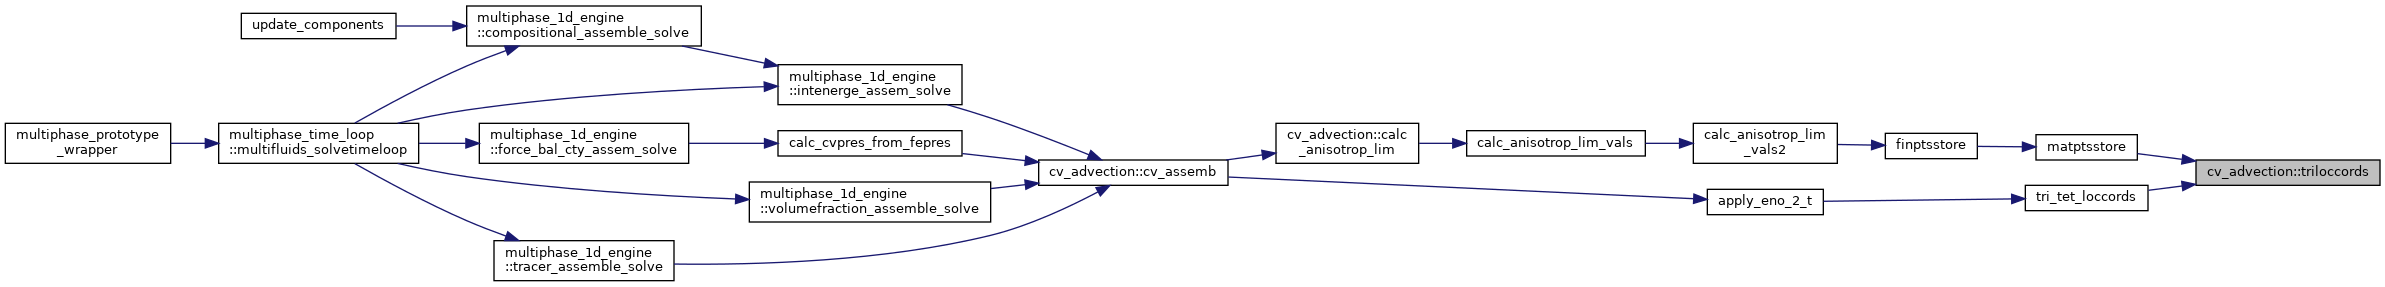 update_components
multiphase_1d_engine
::compositional_assemble_solve
multiphase_1d_engine
::intenerge_assem_solve
multiphase_prototype
_wrapper
multiphase_time_loop
::multifluids_solvetimeloop
multiphase_1d_engine
::force_bal_cty_assem_solve
calc_cvpres_from_fepres
cv_advection::cv_assemb
cv_advection::calc
_anisotrop_lim
calc_anisotrop_lim_vals
calc_anisotrop_lim
_vals2
finptsstore
matptsstore
cv_advection::triloccords
multiphase_1d_engine
::volumefraction_assemble_solve
apply_eno_2_t
tri_tet_loccords
multiphase_1d_engine
::tracer_assemble_solve